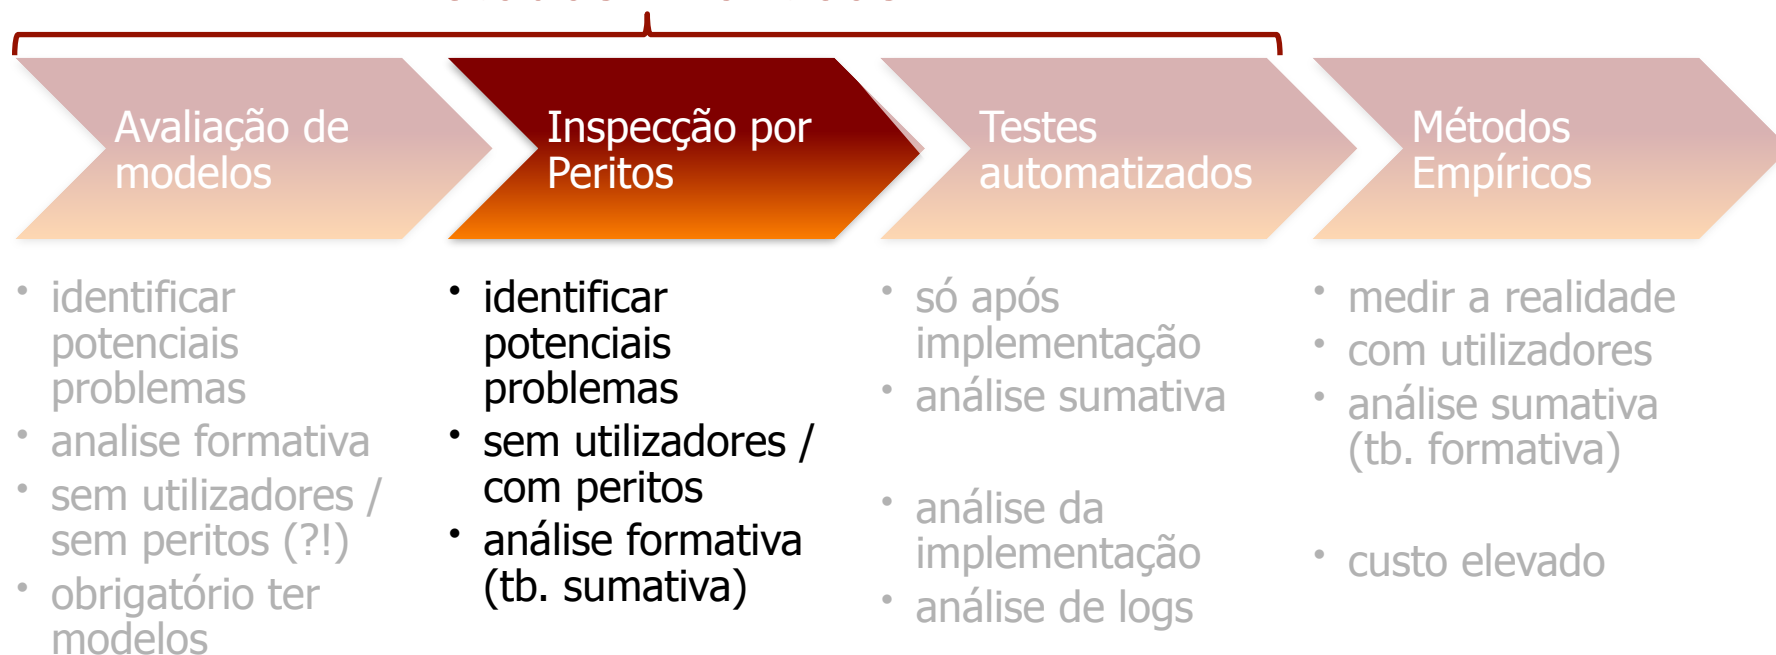 Avaliação de
modelos
Inspecção por
Peritos
Testes
automatizados
Métodos
Empíricos
• identificar
potenciais
problemas
• analise formativa
• sem utilizadores /
sem peritos (?!)
• obrigatório ter
modelos
• identificar
potenciais
problemas
• sem utilizadores /
com peritos
• análise formativa
(tb. sumativa)
• só após
implementação
• análise sumativa
• análise da
implementação
• análise de logs
• medir a realidade
• com utilizadores
• análise sumativa
(tb. formativa)
• custo elevado